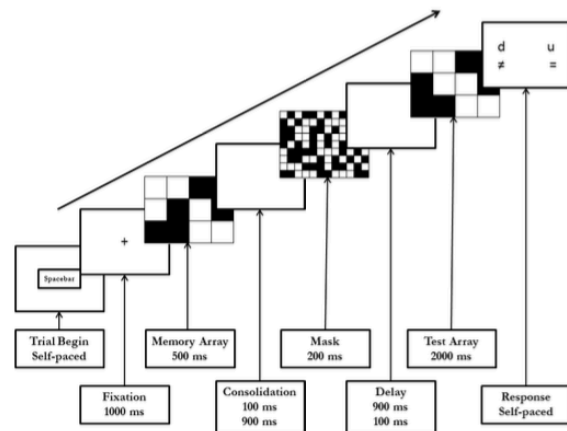 d u
≠ =
+
Spacebar
Trial Begin
Self-paced
Memory Array
500 ms
Mask
200 ms
Test Array
2000 ms
Fixation
1000 ms
Consolidation
100 ms
900 ms
Delay
900 ms
100 ms
Response
Self-paced